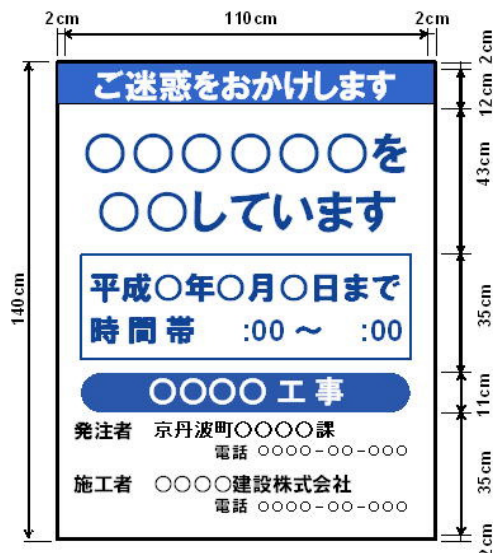 2cm 110cm 2cm
2cm
ご迷惑をおかけします
12cm
○○○○○○を
○○しています
43cm
140cm
平成○年○月○日まで
時間帯 :00～ :00
35cm
○○○○工事
11cm
発注者 京丹波町○○○○課
電話 ○○○○-○○-○○○
施工者 ○○○○建設株式会社
電話 ○○○○-○○-○○○
35cm